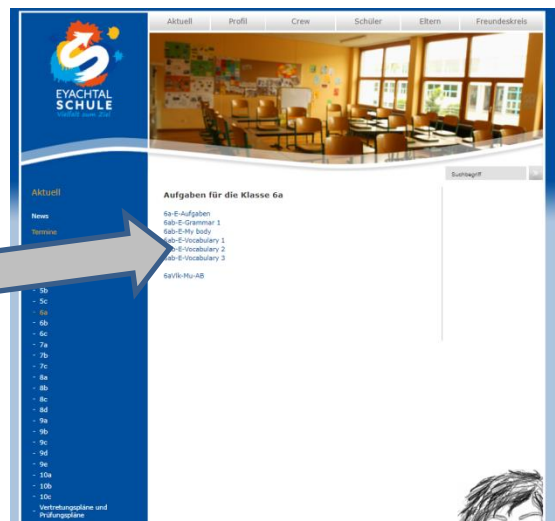 Aktuell Profil Crew Schüler Eltern Freundeskreis
EYACHTAL
SCHULE
Vielfalt zum Ziel
Suchbegriff
Aktuell
News
Termine
- 5b
- 5c
- 6a
- 6b
- 6c
- 7a
- 7b
- 7c
- 8a
- 8b
- 8c
- 8d
- 9a
- 9b
- 9c
- 9d
- 9e
- 10a
- 10b
- 10c
- Vertretungspläne und
Prüfungspläne
Aufgaben für die Klasse 6a
6a-E-Aufgaben
6ab-E-Grammar 1
6ab-E-My body
6ab-E-Vocabulary 1
6ab-E-Vocabulary 2
6ab-E-Vocabulary 3
6aVlk-Mu-AB